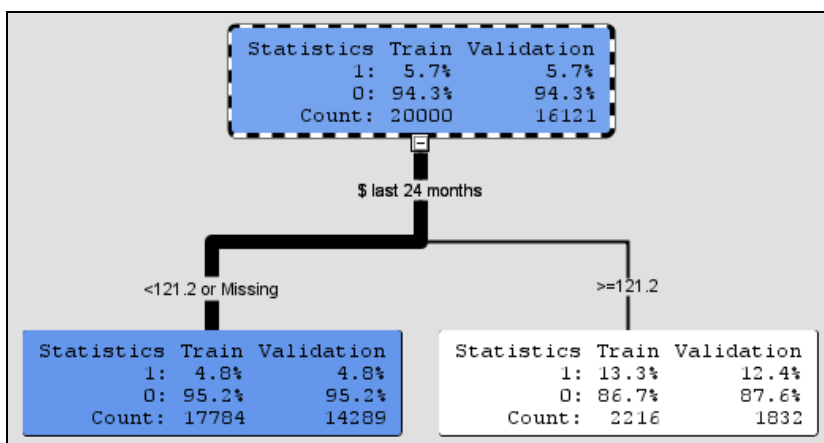 Statistics Train Validation
1: 5.7% 5.7%
0: 94.3% 94.3%
Count: 20000 16121
$ last 24 months
<121.2 or Missing
>=121.2
Statistics Train Validation
1: 4.8% 4.8%
0: 95.2% 95.2%
Count: 17784 14289
Statistics Train Validation
1: 13.3% 12.4%
0: 86.7% 87.6%
Count: 2216 1832